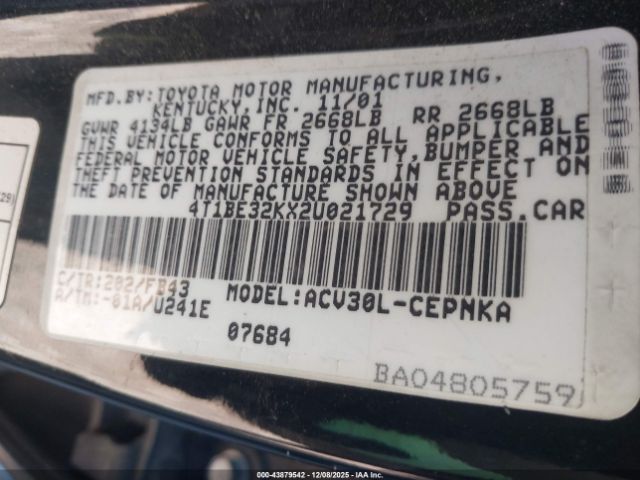 MFD.BY:TOYOTA MOTOR MANUFACTURING,
KENTUCKY,INC. 11/01
GVWR 4134LB GAWR FR 2668LB RR 2668LB
THIS VEHICLE CONFORMS TO ALL APPLICABLE
FEDERAL MOTOR VEHICLE SAFETY,BUMPER AND
THEFT PREVENTION STANDARDS IN EFFECT ON
THE DATE OF MANUFACTURE SHOWN ABOVE
4T1BE32KX2U021729 PASS.CAR
C/TR:202/FB43
A/TM:-01A/U241E MODEL:ACV30L-CEPNKA
07684
BA04805759
000-43879542 - 12/08/2025 - IAAI.COM